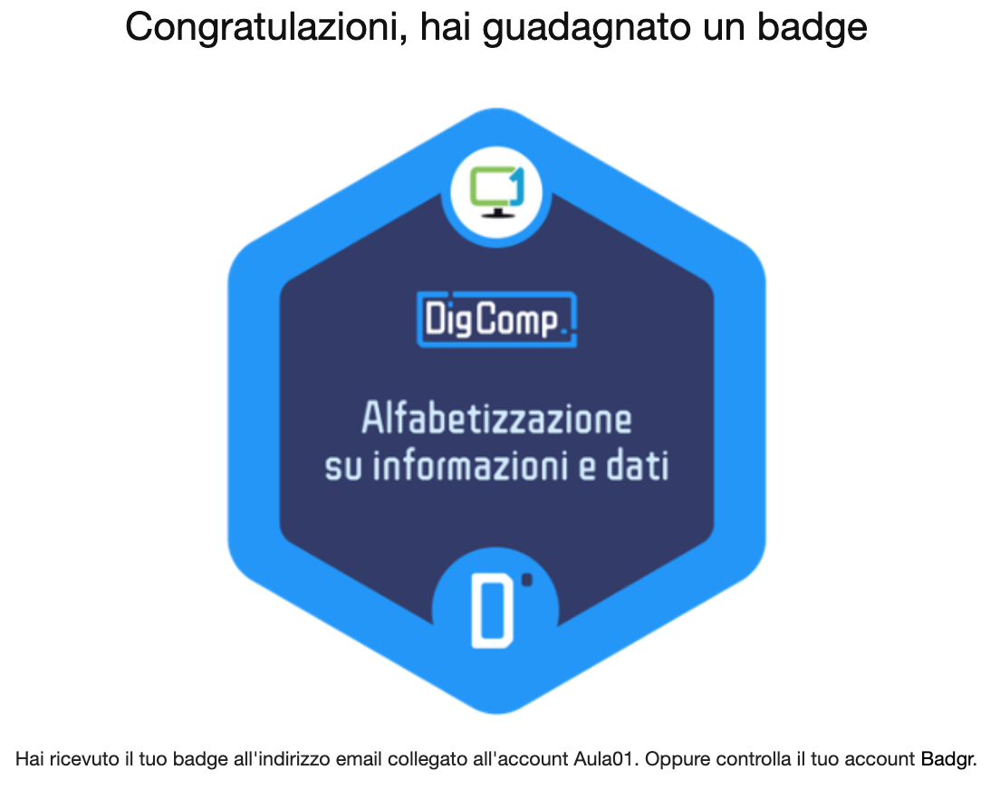 Congratulazioni, hai guadagnato un badge
DigComp.
Alfabetizzazione
su informazioni e dati
D
Hai ricevuto il tuo badge all'indirizzo email collegato all'account Aula01. Oppure controlla il tuo account Badgr.